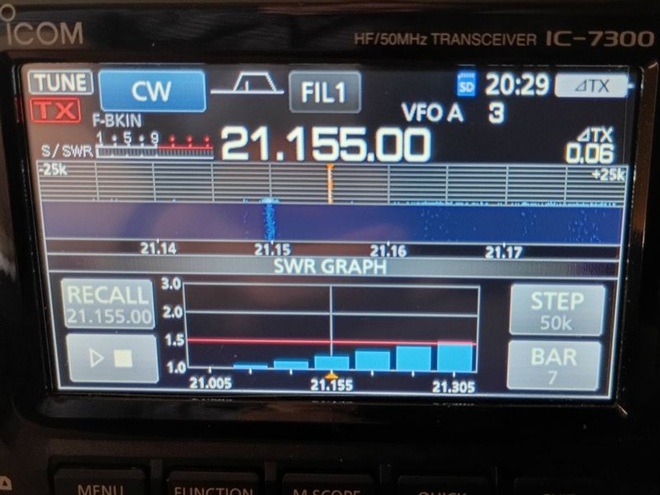 ICOM
HF/50MHz TRANSCEIVER IC-7300
TUNE CW FIL1 SD 20:29 ⊿TX
TX F-BKIN VFO A 3
1 • 5 • 9
S/SWR 21.155.00 ⊿TX 0.06
-25k +25k
21.14 21.15 21.16 21.17
SWR GRAPH
RECALL 21.155.00
3.0
2.0
1.5
1.0
21.005 21.155 21.305
STEP 50k
BAR 7
MENU FUNCTION M.SCOPE QUICK